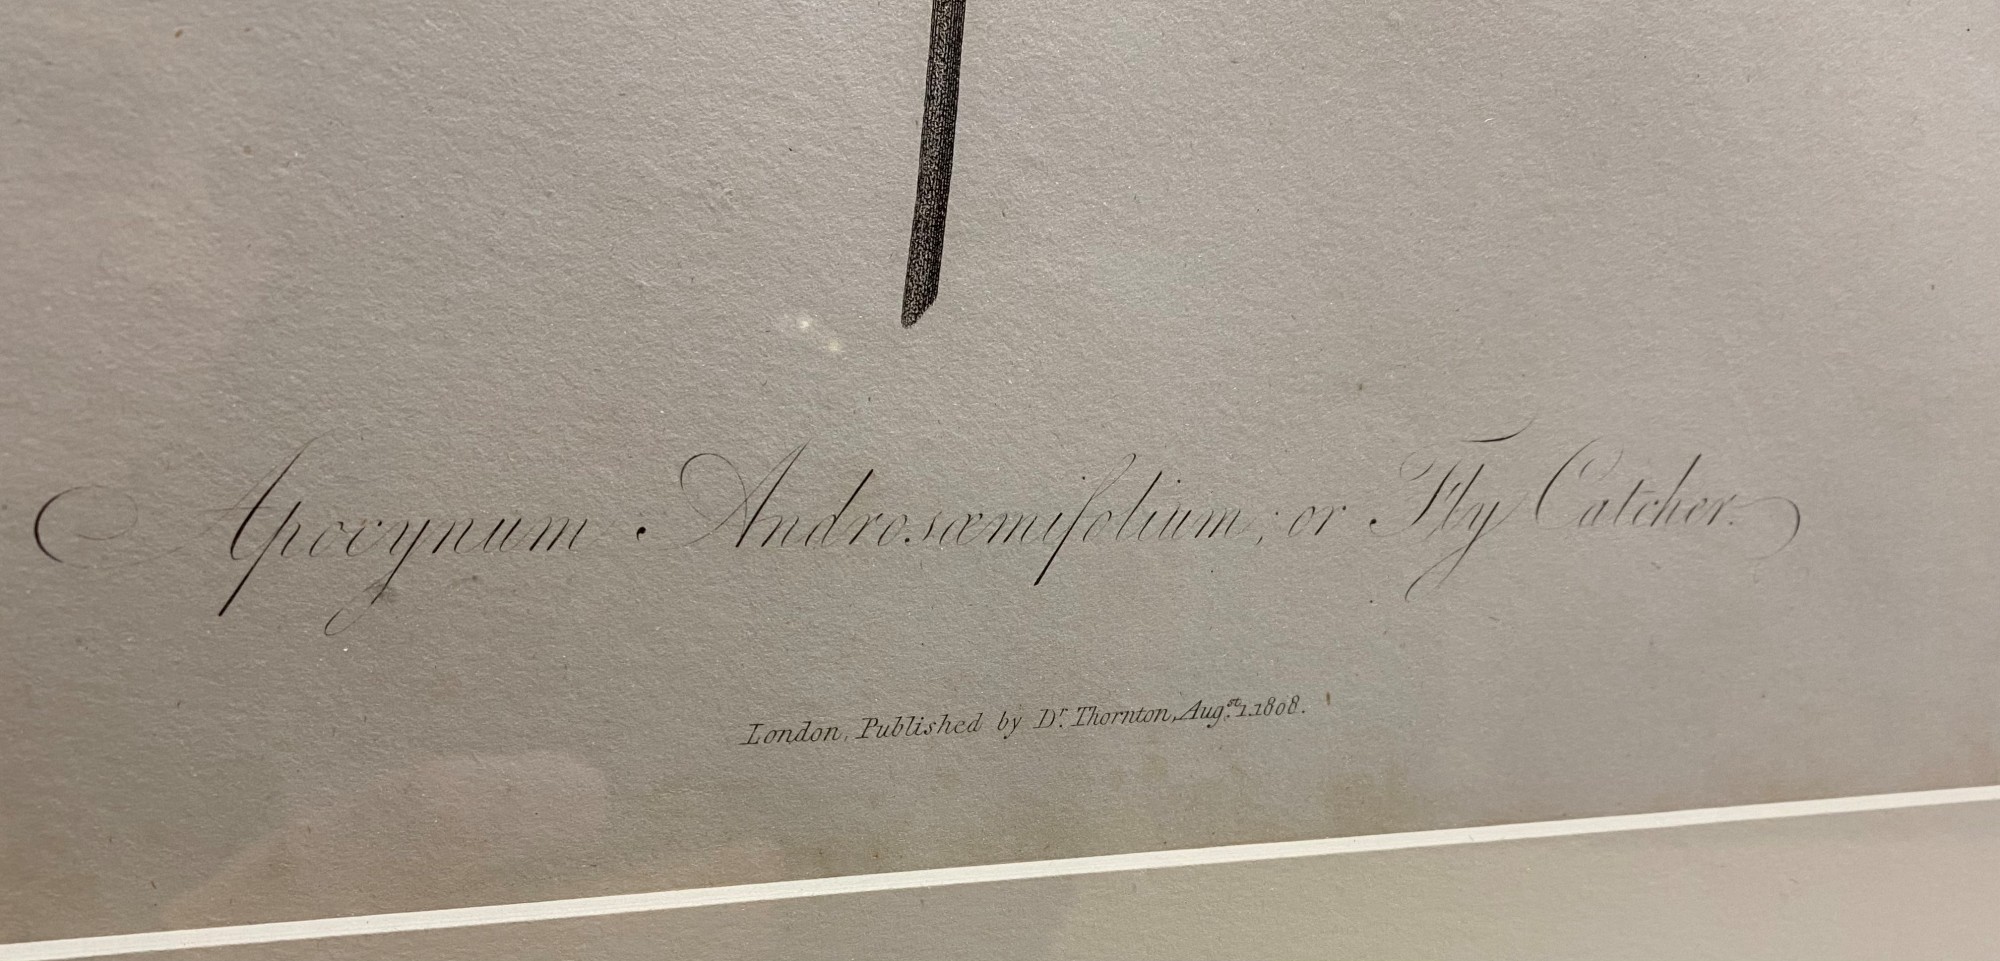 Apocynum Androsæmifolium; or Fly Catcher.
London, Published by Dr. Thornton, Augst. 1. 1808.